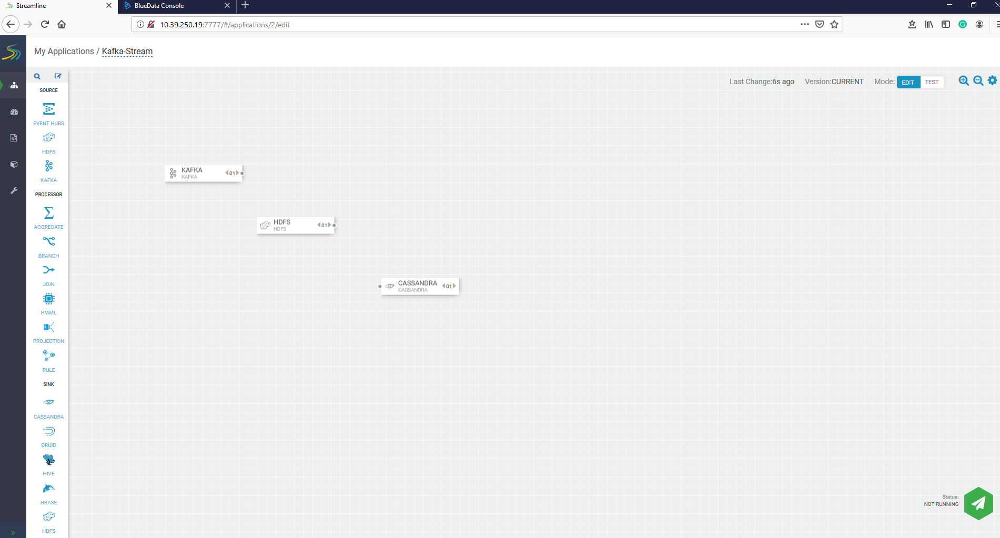 Streamline
BlueData Console
10.39.250.19:7777/#/applications/2/edit
My Applications / Kafka-Stream
Last Change:6s ago
Version:CURRENT
Mode:
EDIT
TEST
SOURCE
EVENT HUBS
HDFS
KAFKA
PROCESSOR
AGGREGATE
BRANCH
JOIN
PMML
PROJECTION
RULE
SINK
CASSANDRA
DRUID
HIVE
HBASE
HDFS
KAFKA
KAFKA
01
HDFS
HDFS
01
CASSANDRA
CASSANDRA
01
Status:
NOT RUNNING